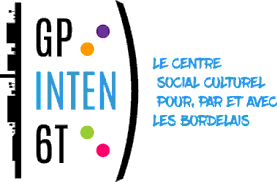 GP
INTEN
6T
LE CENTRE
SOCIAL CULTUREL
POUR, PAR ET AVEC
LES BORDELAIS